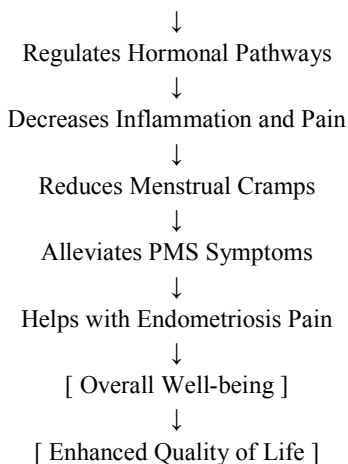 ↓
Regulates Hormonal Pathways
↓
Decreases Inflammation and Pain
↓
Reduces Menstrual Cramps
↓
Alleviates PMS Symptoms
↓
Helps with Endometriosis Pain
↓
[ Overall Well-being ]
↓
[ Enhanced Quality of Life ]